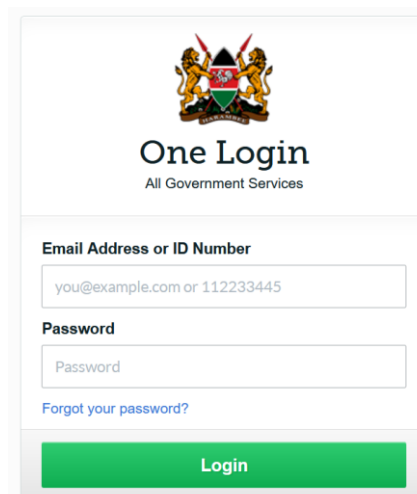 HARAMBEE
One Login
All Government Services
Email Address or ID Number
you@example.com or 112233445
Password
Password
Forgot your password?
Login